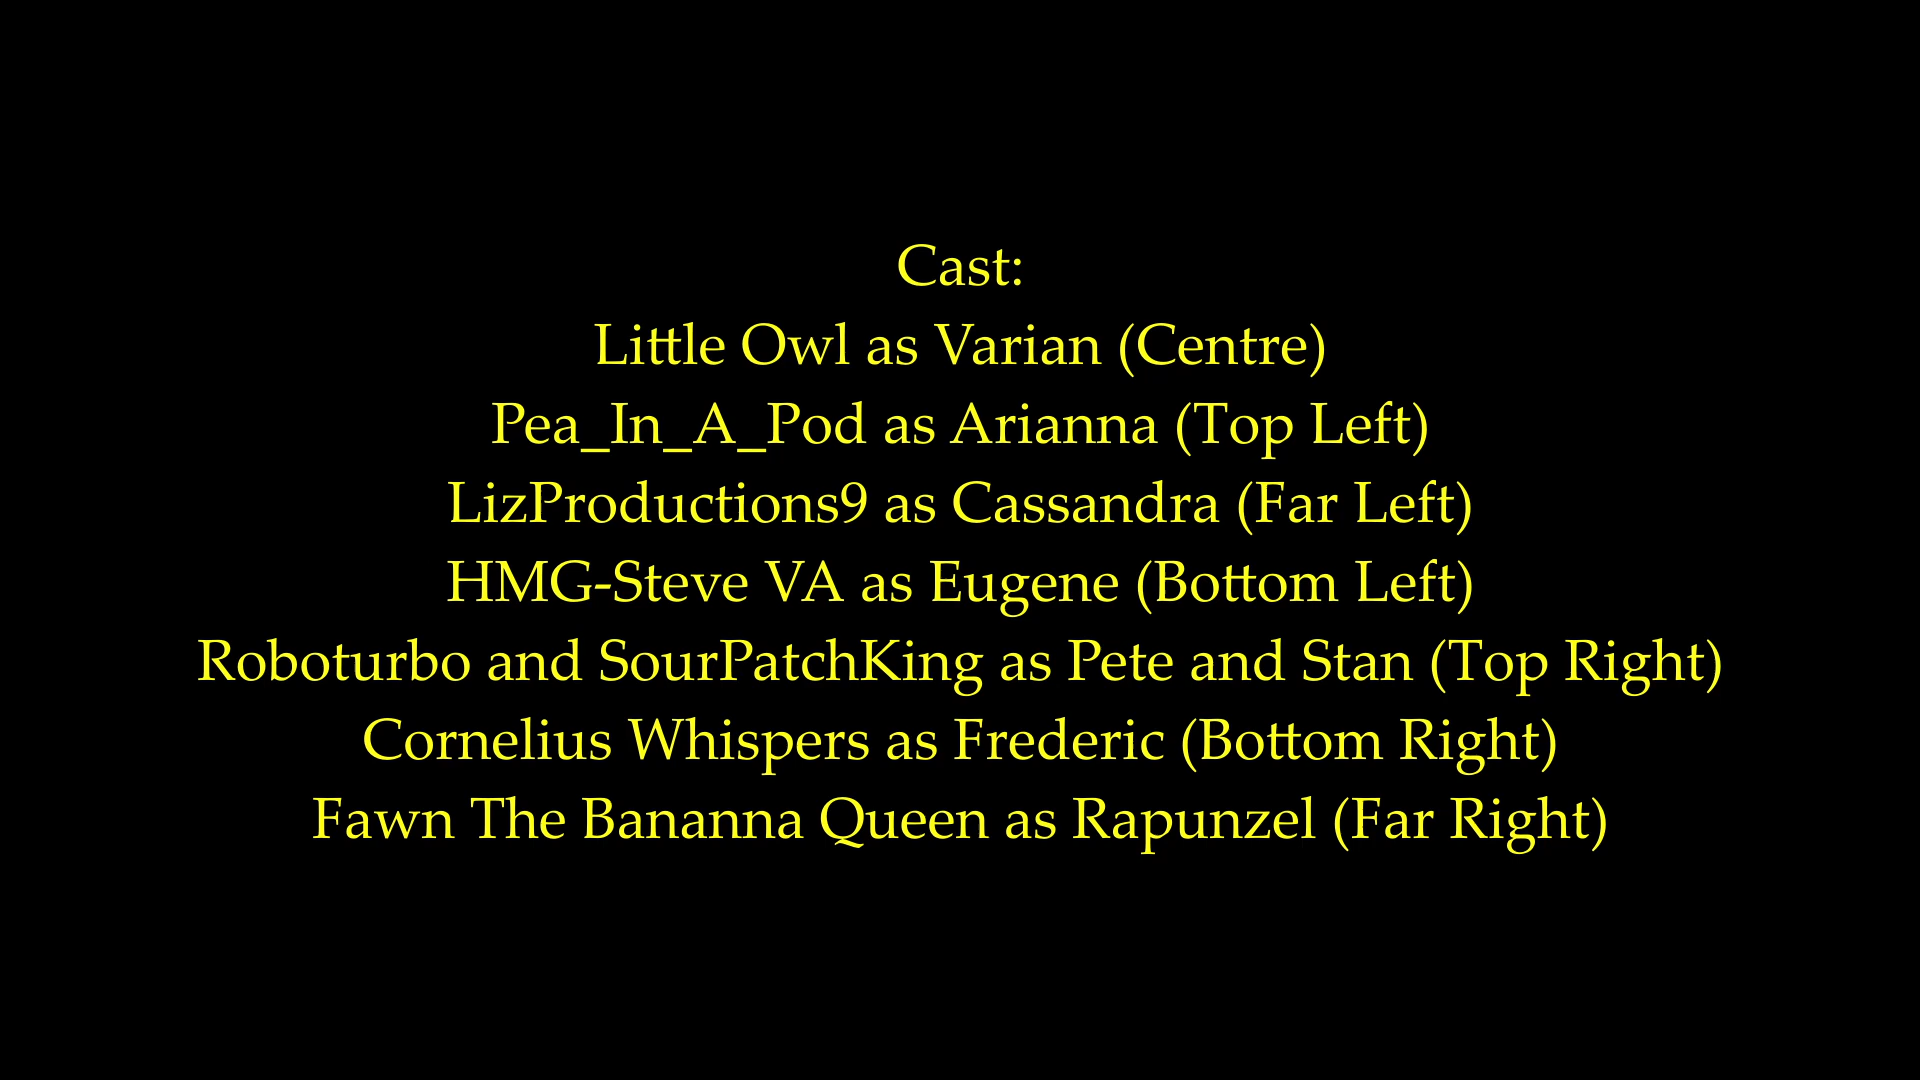 Cast:
Little Owl as Varian (Centre)
Pea_In_A_Pod as Arianna (Top Left)
LizProductions9 as Cassandra (Far Left)
HMG-Steve VA as Eugene (Bottom Left)
Roboturbo and SourPatchKing as Pete and Stan (Top Right)
Cornelius Whispers as Frederic (Bottom Right)
Fawn The Bananna Queen as Rapunzel (Far Right)